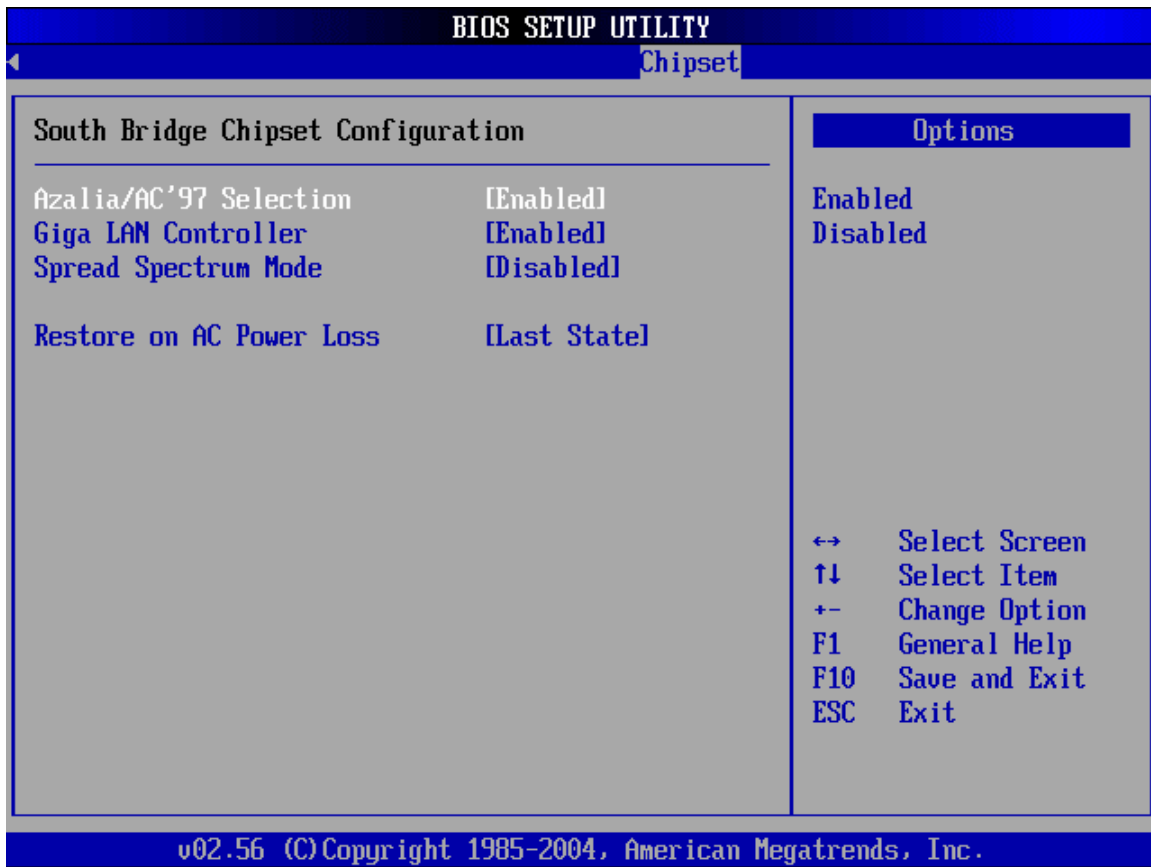 BIOS SETUP UTILITY
Chipset
South Bridge Chipset Configuration
Azalia/AC'97 Selection [Enabled]
Giga LAN Controller [Enabled]
Spread Spectrum Mode [Disabled]
Restore on AC Power Loss [Last State]
Options
Enabled
Disabled
←→ Select Screen
↑↓ Select Item
+- Change Option
F1 General Help
F10 Save and Exit
ESC Exit
v02.56 (C)Copyright 1985-2004, American Megatrends, Inc.